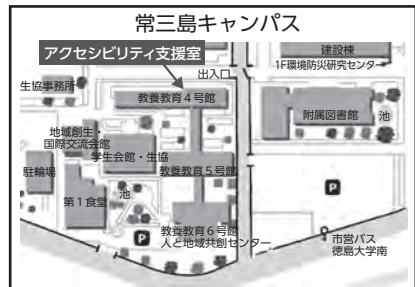 常三島キャンパス
アクセシビリティ支援室
建設棟
1F環境防災研究センター
出入口
生協事務所
教養教育4号館
附属図書館
池
地域創生・
国際交流会館
学生会館・生協
駐輪場
教養教育5号館
第1食堂
池
P
P
教養教育6号館
人と地域共創センター
市営バス
徳島大学南